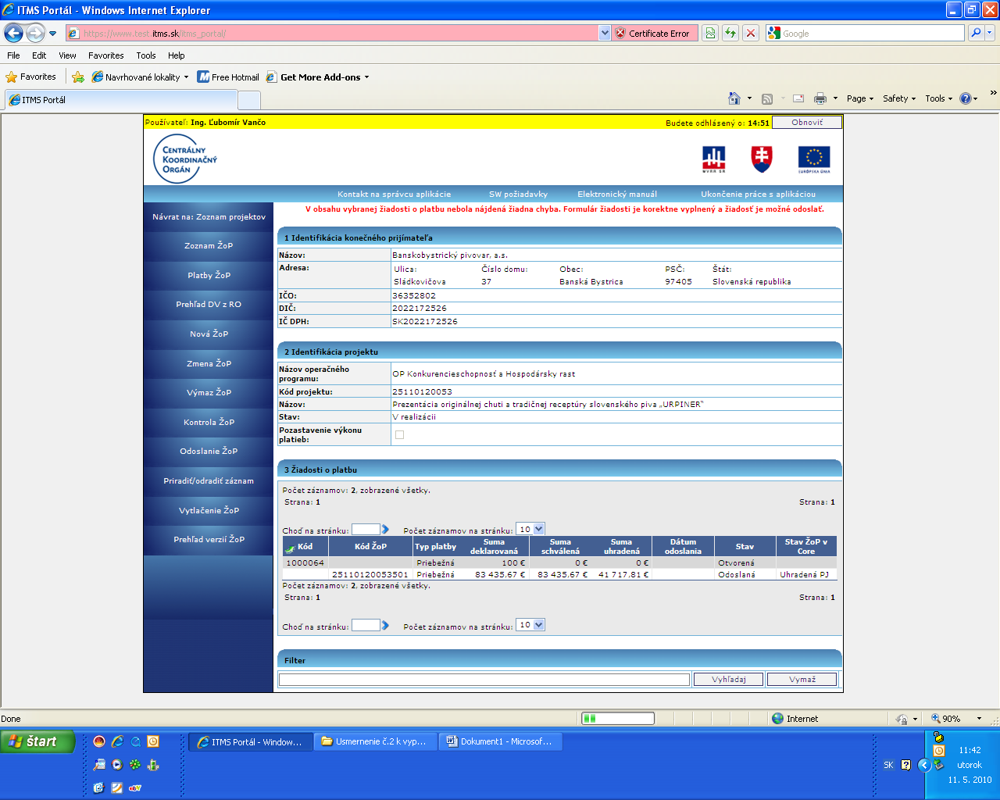 ITMS Portál - Windows Internet Explorer
https://www.test.itms.sk/itms_portal/
Certificate Error
Google
File Edit View Favorites Tools Help
Favorites Navrhované lokality Free Hotmail Get More Add-ons
ITMS Portál
Page Safety Tools
Používateľ: Ing. Ľubomír Vančo
Budete odhlásený o: 14:51 Obnoviť
CENTRÁLNY
KOORDINAČNÝ
ORGÁN
MVRR SR
EURÓPSKA ÚNIA
Kontakt na správcu aplikácie SW požiadavky Elektronický manuál Ukončenie práce s aplikáciou
Návrat na: Zoznam projektov
Zoznam ŽoP
Platby ŽoP
Prehľad DV z RO
Nová ŽoP
Zmena ŽoP
Výmaz ŽoP
Kontrola ŽoP
Odoslanie ŽoP
Priradiť/odradiť záznam
Vytlačenie ŽoP
Prehľad verzií ŽoP
V obsahu vybranej žiadosti o platbu nebola nájdená žiadna chyba. Formulár žiadosti je korektne vyplnený a žiadosť je možné odoslať.
1 Identifikácia konečného prijímateľa
Názov: Banskobystrický pivovar, a.s.
Adresa: Ulica: Číslo domu: Obec: PSČ: Štát:
Sládkovičova 37 Banská Bystrica 97405 Slovenská republika
IČO: 36352802
DIČ: 2022172526
IČ DPH: SK2022172526
2 Identifikácia projektu
Názov operačného
programu: OP Konkurencieschopnosť a Hospodársky rast
Kód projektu: 25110120053
Názov: Prezentácia originálnej chuti a tradičnej receptúry slovenského piva „URPINER“
Stav: V realizácii
Pozastavenie výkonu
platieb:
3 Žiadosti o platbu
Počet záznamov: 2, zobrazené všetky.
Strana: 1 Strana: 1
Choď na stránku: Počet záznamov na stránku: 10
Kód Kód ŽoP Typ platby Suma deklarovaná Suma schválená Suma uhradená Dátum odoslania Stav Stav ŽoP v Core
1000064 Priebežná 100 € 0 € 0 € Otvorená
25110120053501 Priebežná 83 435,67 € 83 435,67 € 41 717,81 € Odoslaná Uhradená PJ
Počet záznamov: 2, zobrazené všetky.
Strana: 1 Strana: 1
Choď na stránku: Počet záznamov na stránku: 10
Filter
Vyhľadaj Vymaž
Done Internet 90%
štart ITMS Portál - Window... Usmernenie č.2 k vyp... Dokument1 - Microsof...
SK
11:42
utorok
11. 5. 2010